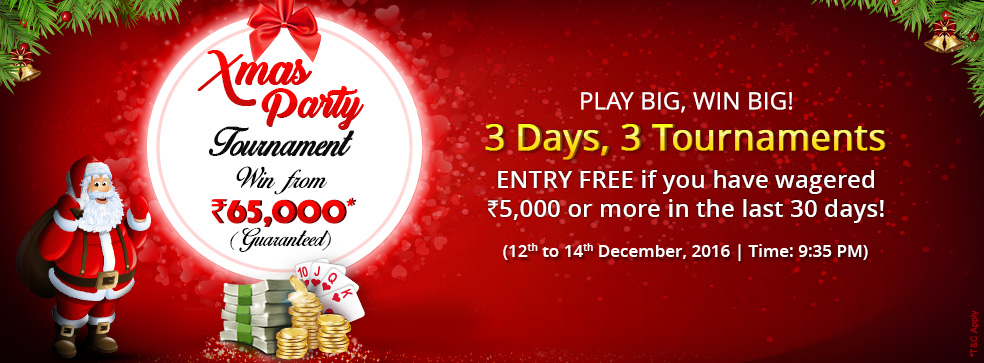 Xmas
Party
Tournament
Win from
₹65,000*
(Guaranteed)
PLAY BIG, WIN BIG!
3 Days, 3 Tournaments
ENTRY FREE if you have wagered
₹5,000 or more in the last 30 days!
(12th to 14th December, 2016 | Time: 9:35 PM)
10 J Q K
*T&C Apply